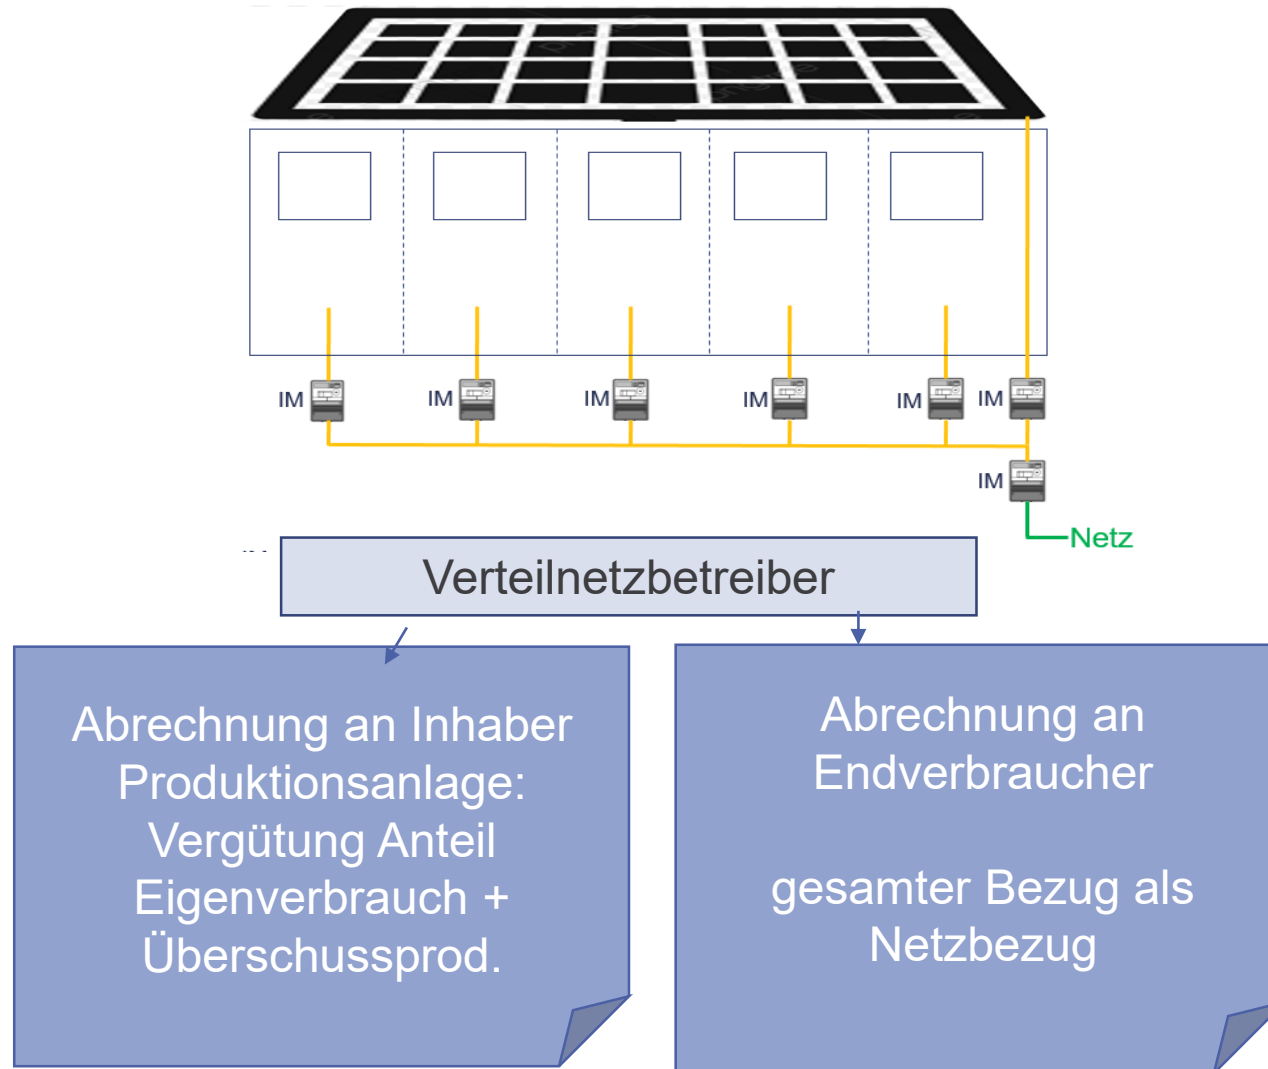 IM
IM
IM
IM
IM
IM
IM
Netz
Verteilnetzbetreiber
Abrechnung an Inhaber
Produktionsanlage:
Vergütung Anteil
Eigenverbrauch +
Überschussprod.
Abrechnung an
Endverbraucher
gesamter Bezug als
Netzbezug